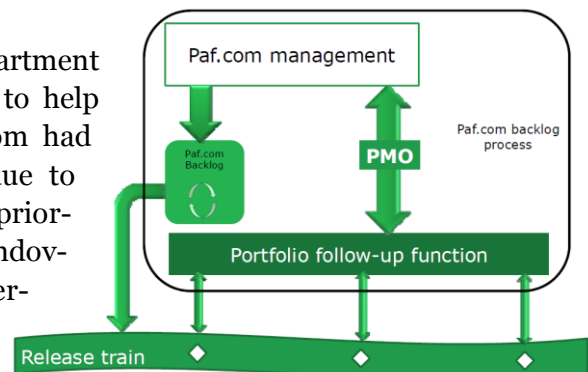 artment
to help
om had
ue to
prior-
ndov-
er-
Paf.com management
Paf.com
Backlog
PMO
Paf.com backlog
process
Portfolio follow-up function
Release train